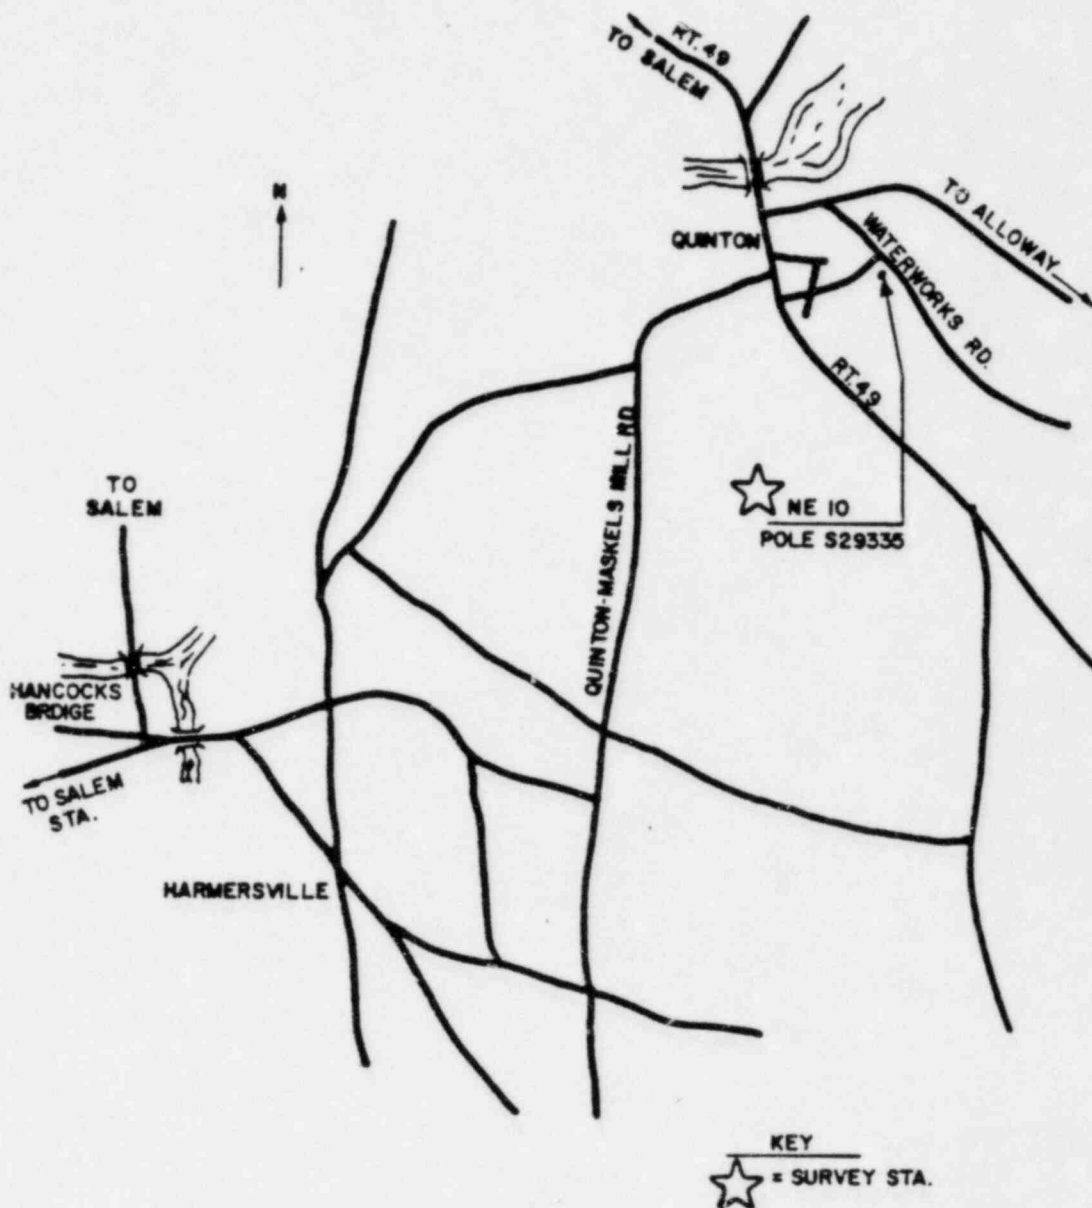 RT. 49
TO SALEM
N
TO ALLOWAY
QUINTON
WATERWORKS RD.
RT. 49
QUINTON-MASKELS MILL RD.
TO
SALEM
NE 10
POLE S29335
HANCOCKS
BRDIGE
TO SALEM
STA.
HARMERSVILLE
KEY
= SURVEY STA.